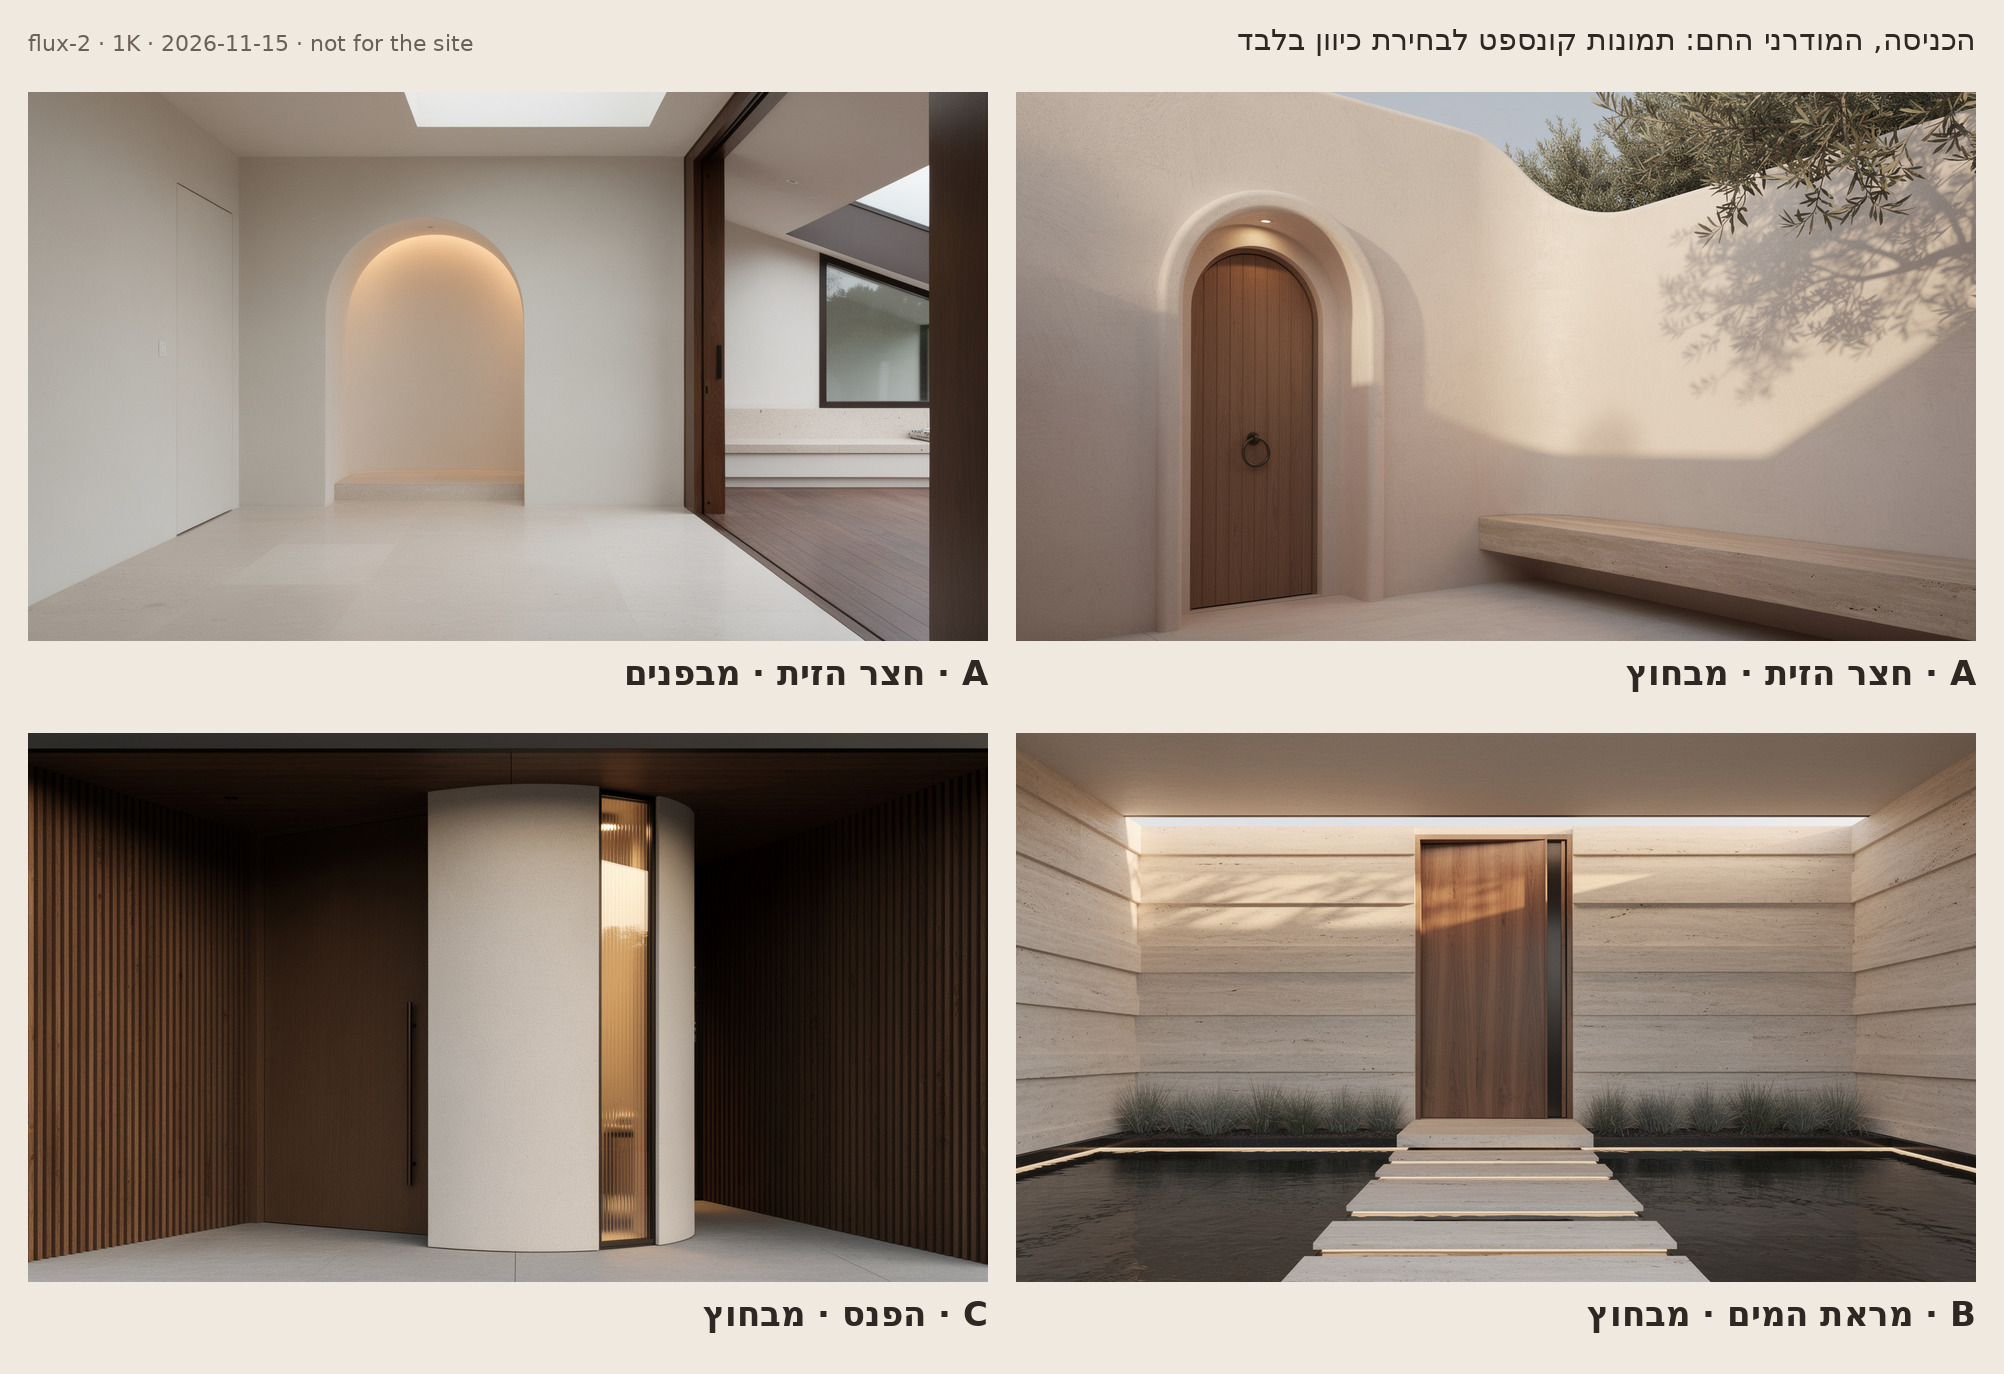 הכניסה, המודרני החם: תמונות קונספט לבחירת כיוון בלבד
flux-2 · 1K · 2026-11-15 · not for the site
A · חצר הזית · מבחוץ
A · חצר הזית · מבפנים
B · מראת המים · מבחוץ
C · הפנס · מבחוץ